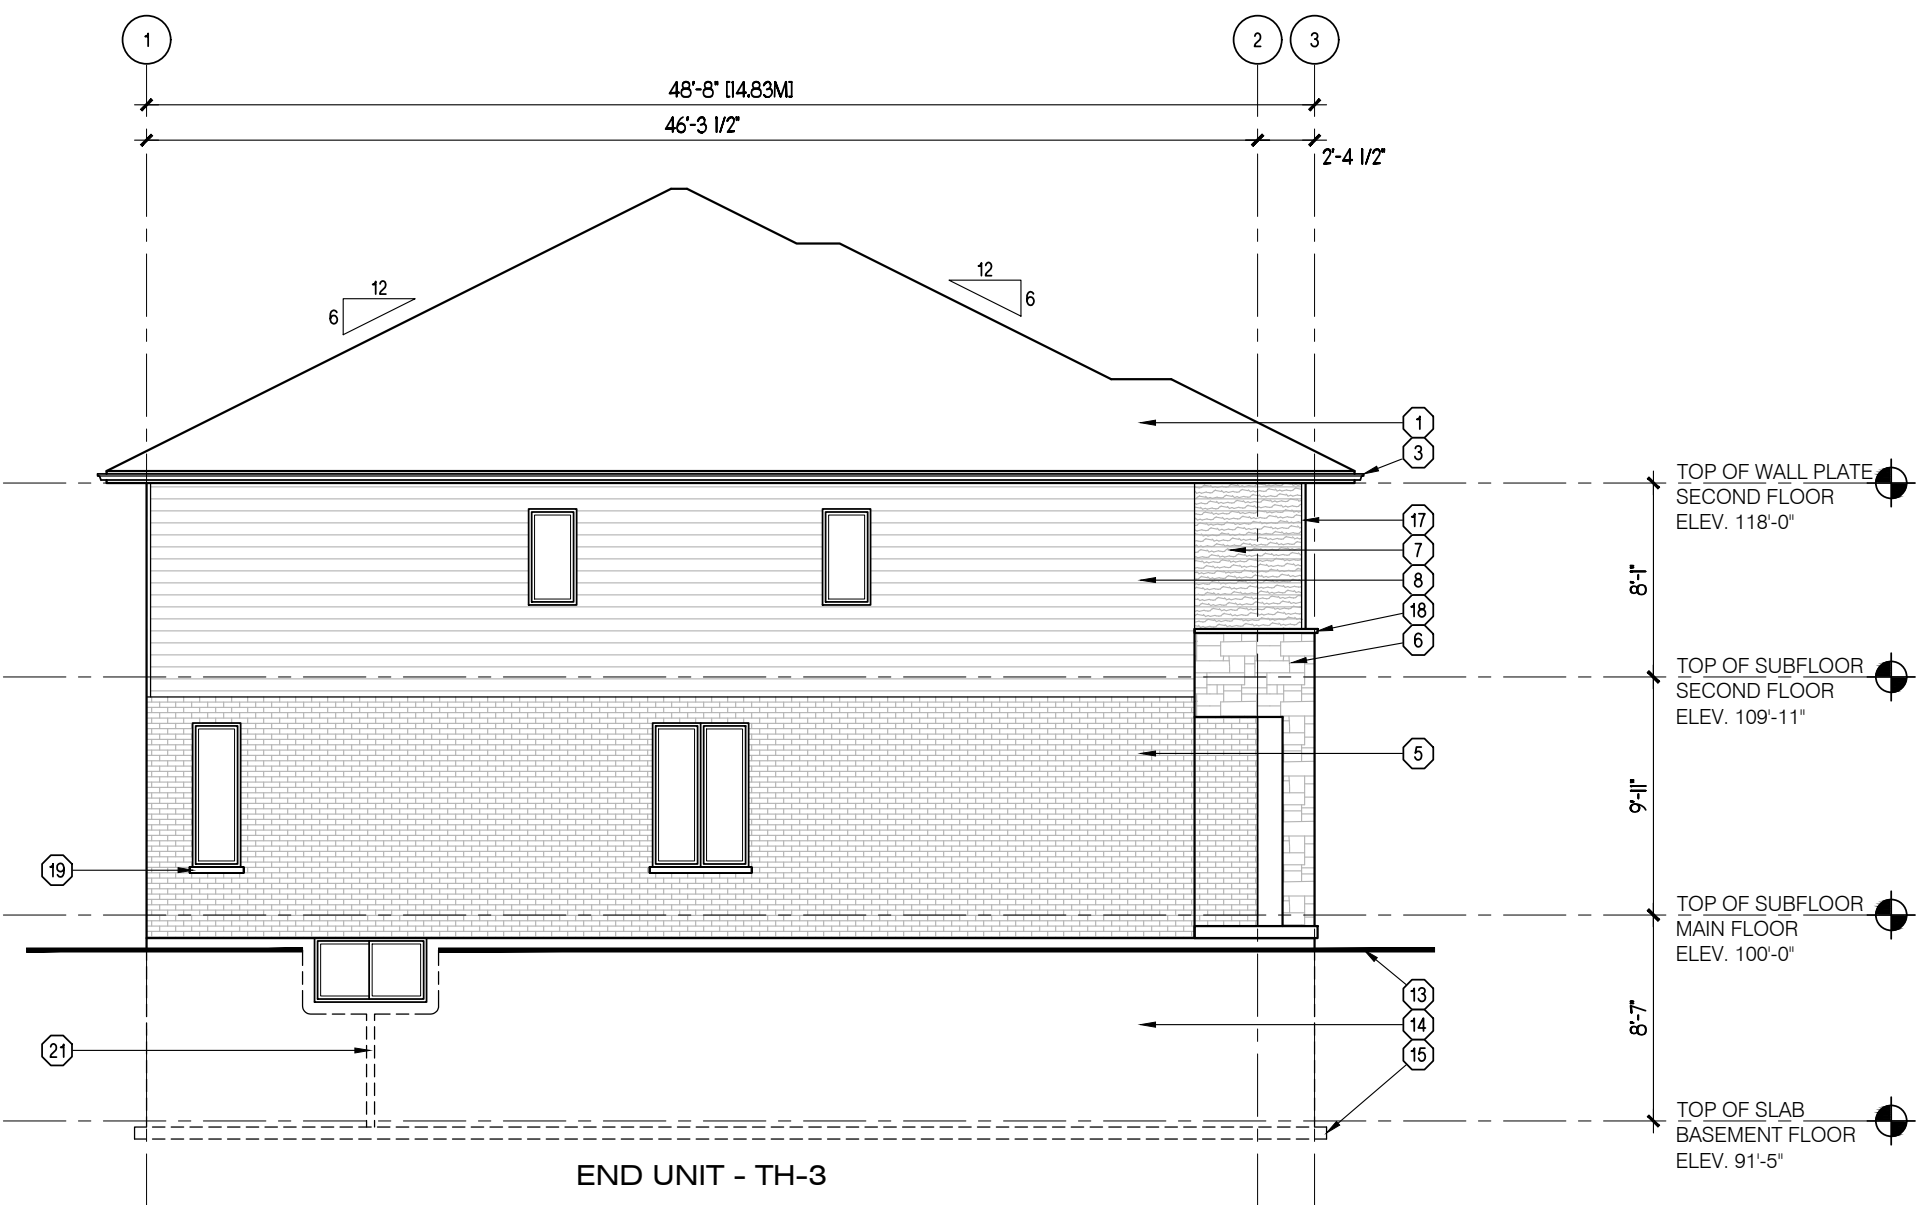 1
2
3
48'-8" [14.83M]
46'-3 1/2"
2'-4 1/2"
12
6
12
6
1
3
TOP OF WALL PLATE
SECOND FLOOR
ELEV. 118'-0"
17
7
8
18
6
8'-1"
TOP OF SUBFLOOR
SECOND FLOOR
ELEV. 109'-11"
5
9'-11"
19
TOP OF SUBFLOOR
MAIN FLOOR
ELEV. 100'-0"
13
14
15
8'-7"
21
TOP OF SLAB
BASEMENT FLOOR
ELEV. 91'-5"
END UNIT - TH-3